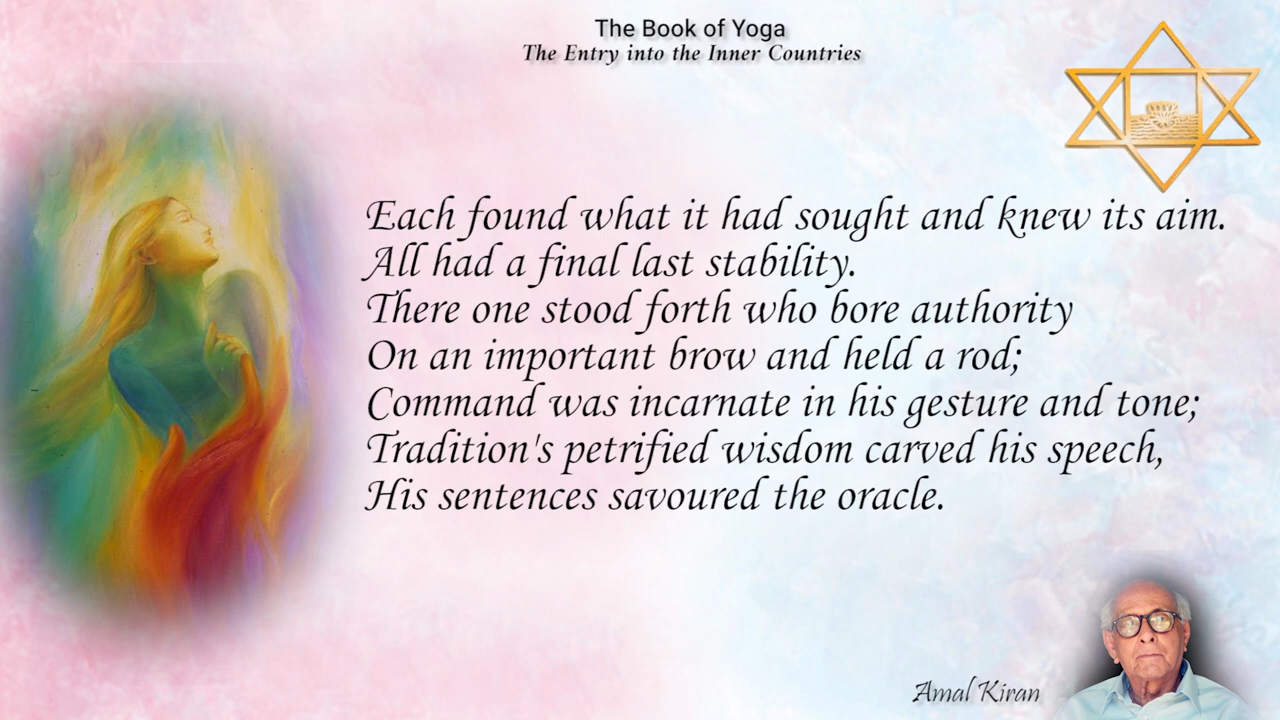 The Book of Yoga
The Entry into the Inner Countries
Each found what it had sought and knew its aim.
All had a final last stability.
There one stood forth who bore authority
On an important brow and held a rod;
Command was incarnate in his gesture and tone;
Tradition's petrified wisdom carved his speech,
His sentences savoured the oracle.
Amal Kiran